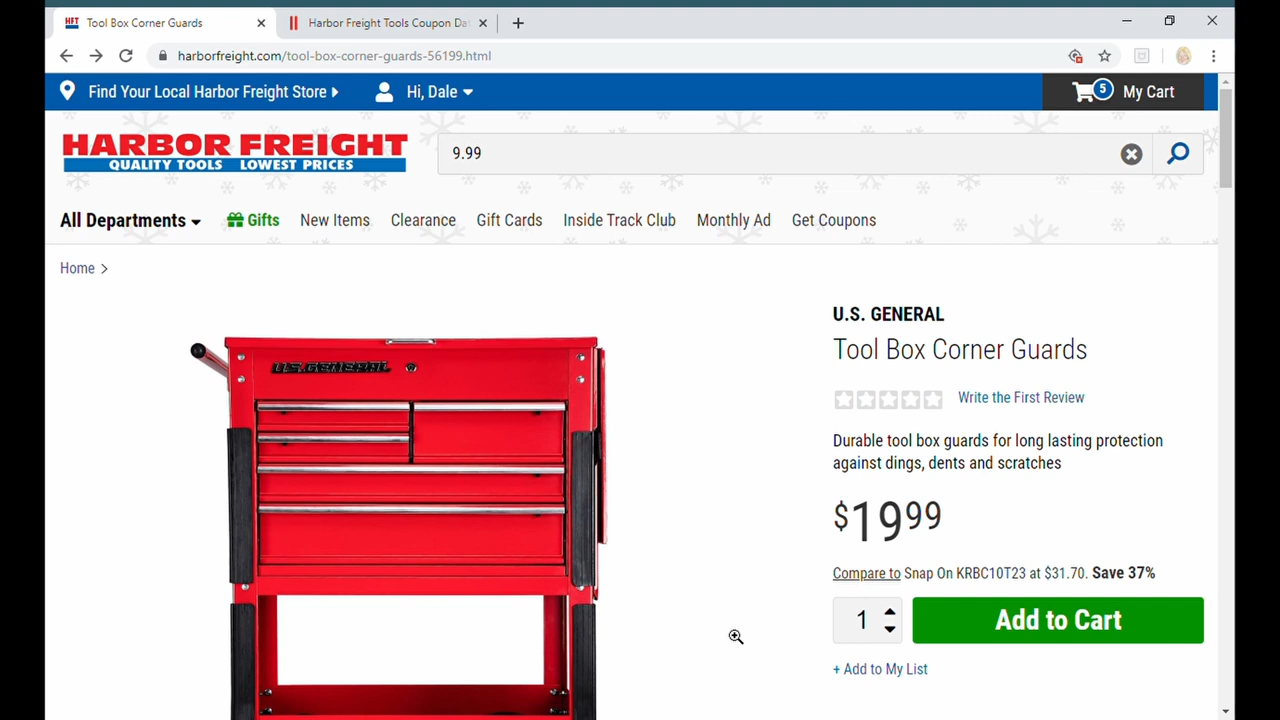 HFT Tool Box Corner Guards
Harbor Freight Tools Coupon Da
harborfreight.com/tool-box-corner-guards-56199.html
Find Your Local Harbor Freight Store
Hi, Dale
5 My Cart
HARBOR FREIGHT
QUALITY TOOLS LOWEST PRICES
9.99
All Departments
Gifts
New Items
Clearance
Gift Cards
Inside Track Club
Monthly Ad
Get Coupons
Home >
U.S. GENERAL
U.S. GENERAL
Tool Box Corner Guards
Write the First Review
Durable tool box guards for long lasting protection
against dings, dents and scratches
$19 99
Compare to Snap On KRBC10T23 at $31.70. Save 37%
1
Add to Cart
+ Add to My List